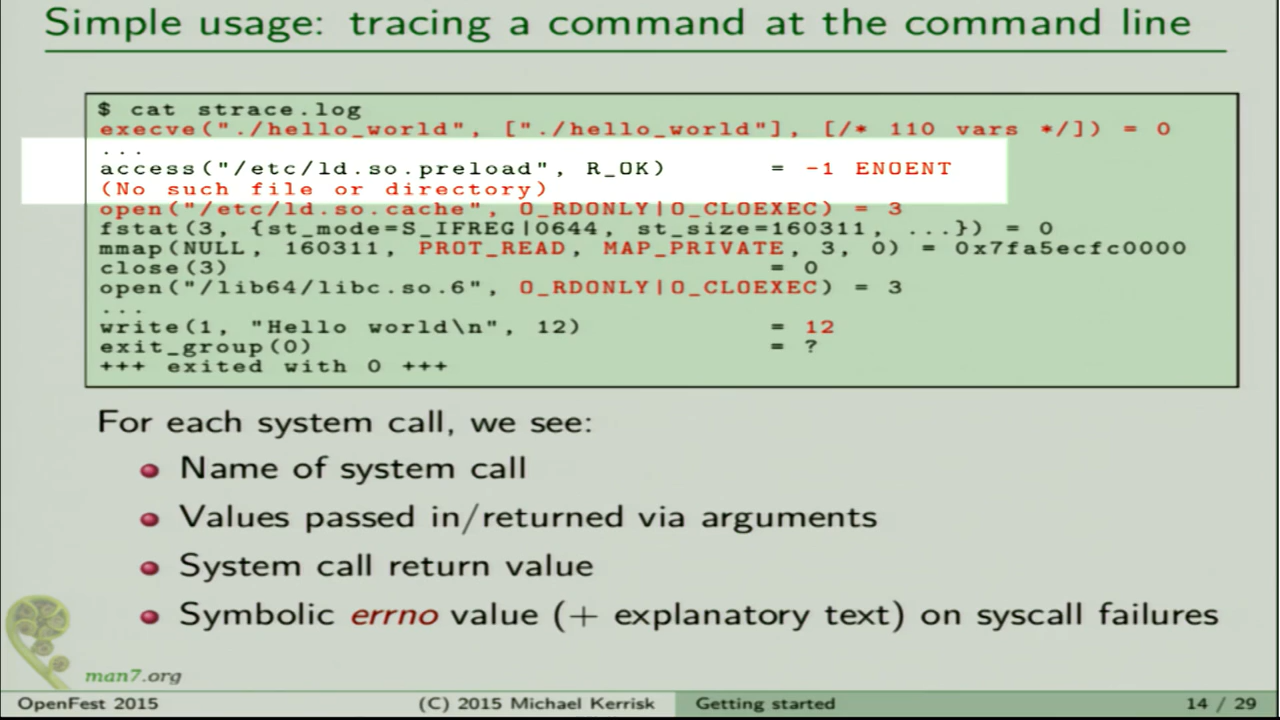 Simple usage: tracing a command at the command line
$ cat strace.log
execve("./hello_world", ["./hello_world"], [/* 110 vars */]) = 0
...
access("/etc/ld.so.preload", R_OK) = -1 ENOENT
(No such file or directory)
open("/etc/ld.so.cache", O_RDONLY|O_CLOEXEC) = 3
fstat(3, {st_mode=S_IFREG|0644, st_size=160311, ...}) = 0
mmap(NULL, 160311, PROT_READ, MAP_PRIVATE, 3, 0) = 0x7fa5ecfc0000
close(3) = 0
open("/lib64/libc.so.6", O_RDONLY|O_CLOEXEC) = 3
...
write(1, "Hello world\n", 12) = 12
exit_group(0) = ?
+++ exited with 0 +++
For each system call, we see:
Name of system call
Values passed in/returned via arguments
System call return value
Symbolic errno value (+ explanatory text) on syscall failures
man7.org
OpenFest 2015 (C) 2015 Michael Kerrisk Getting started 14 / 29